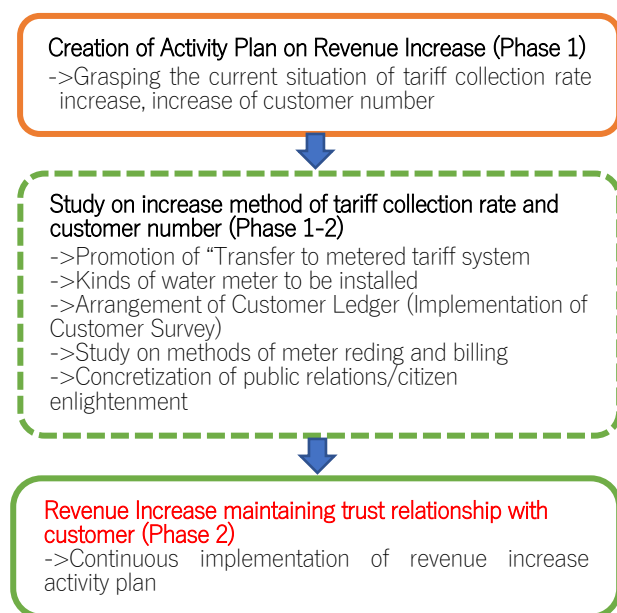 Creation of Activity Plan on Revenue Increase (Phase 1)
->Grasping the current situation of tariff collection rate
increase, increase of customer number
Study on increase method of tariff collection rate and
customer number (Phase 1-2)
->Promotion of “Transfer to metered tariff system
->Kinds of water meter to be installed
->Arrangement of Customer Ledger (Implementation of
Customer Survey)
->Study on methods of meter reding and billing
->Concretization of public relations/citizen
enlightenment
Revenue Increase maintaining trust relationship with
customer (Phase 2)
->Continuous implementation of revenue increase
activity plan